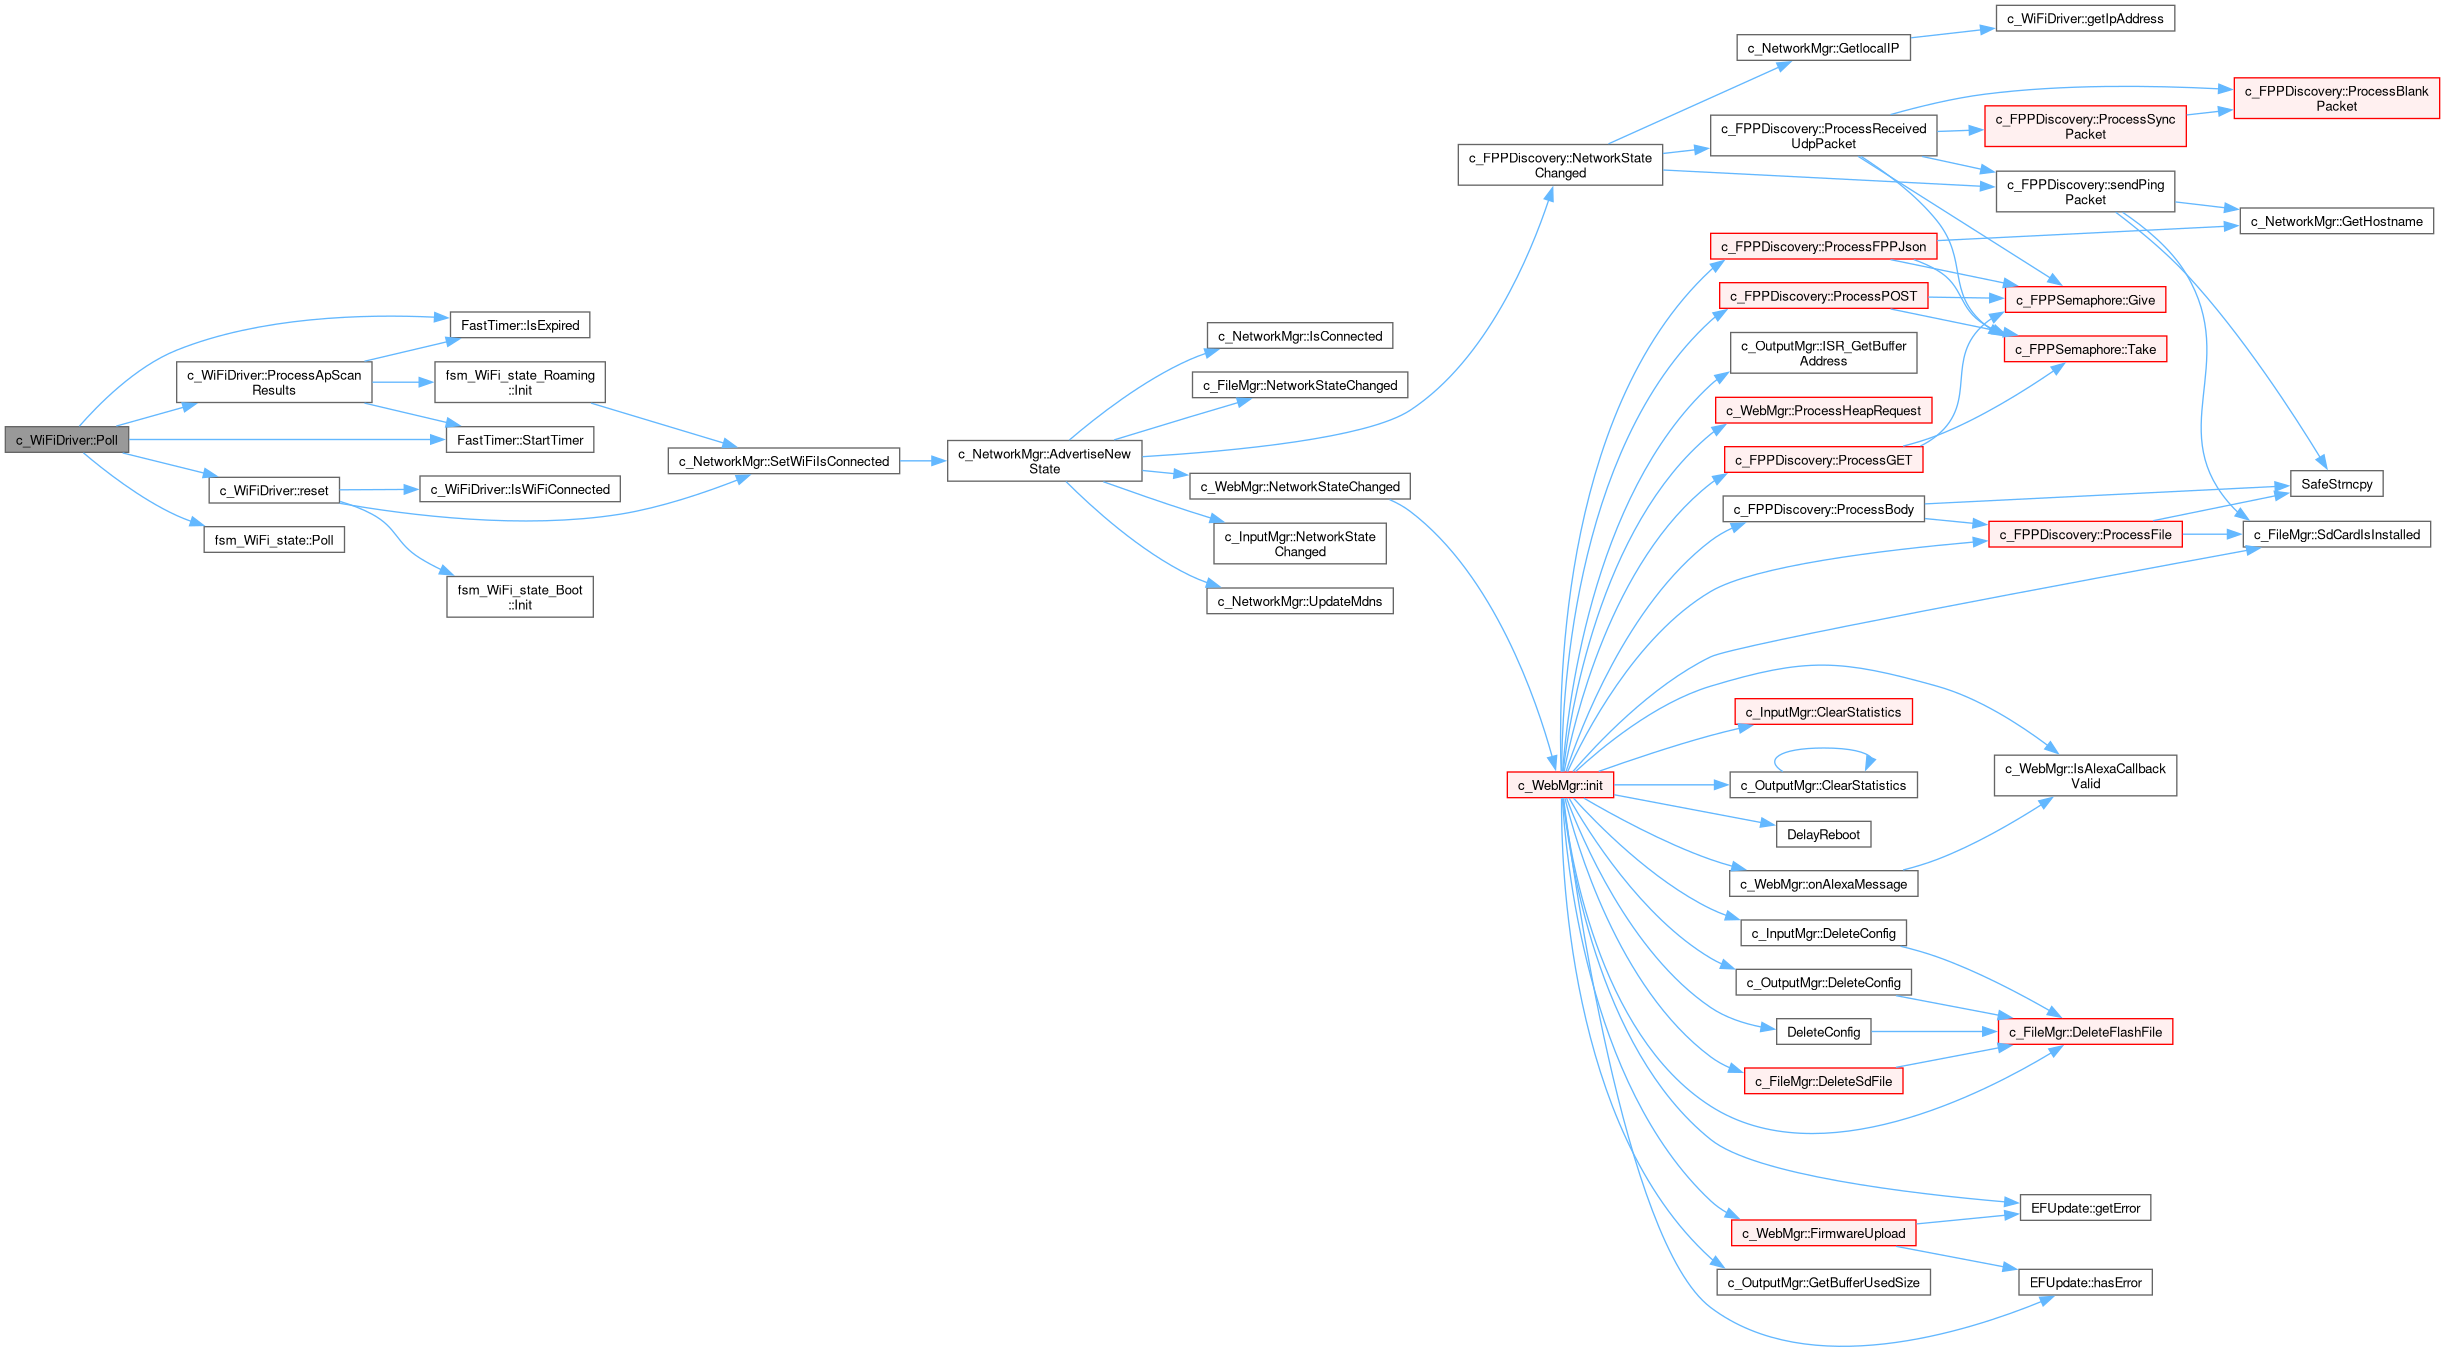 c_WiFiDriver::Poll
FastTimer::IsExpired
c_WiFiDriver::ProcessApScan
Results
fsm_WiFi_state_Roaming
::Init
FastTimer::StartTimer
c_WiFiDriver::reset
c_WiFiDriver::IsWiFiConnected
fsm_WiFi_state::Poll
fsm_WiFi_state_Boot
::Init
c_NetworkMgr::SetWiFiIsConnected
c_NetworkMgr::AdvertiseNew
State
c_NetworkMgr::IsConnected
c_FileMgr::NetworkStateChanged
c_WebMgr::NetworkStateChanged
c_InputMgr::NetworkState
Changed
c_NetworkMgr::UpdateMdns
c_FPPDiscovery::NetworkState
Changed
c_WebMgr::init
c_NetworkMgr::GetlocalIP
c_FPPDiscovery::ProcessReceived
UdpPacket
c_FPPDiscovery::ProcessFPPJson
c_FPPDiscovery::ProcessPOST
c_OutputMgr::ISR_GetBuffer
Address
c_WebMgr::ProcessHeapRequest
c_FPPDiscovery::ProcessGET
c_FPPDiscovery::ProcessBody
c_InputMgr::ClearStatistics
c_OutputMgr::ClearStatistics
DelayReboot
c_WebMgr::onAlexaMessage
c_InputMgr::DeleteConfig
c_OutputMgr::DeleteConfig
DeleteConfig
c_FileMgr::DeleteSdFile
c_WebMgr::FirmwareUpload
c_OutputMgr::GetBufferUsedSize
c_WiFiDriver::getIpAddress
c_FPPDiscovery::ProcessSync
Packet
c_FPPDiscovery::sendPing
Packet
c_FPPSemaphore::Give
c_FPPSemaphore::Take
c_FPPDiscovery::ProcessFile
c_WebMgr::IsAlexaCallback
Valid
c_FileMgr::DeleteFlashFile
EFUpdate::getError
EFUpdate::hasError
c_FPPDiscovery::ProcessBlank
Packet
c_NetworkMgr::GetHostname
SafeStrncpy
c_FileMgr::SdCardIsInstalled